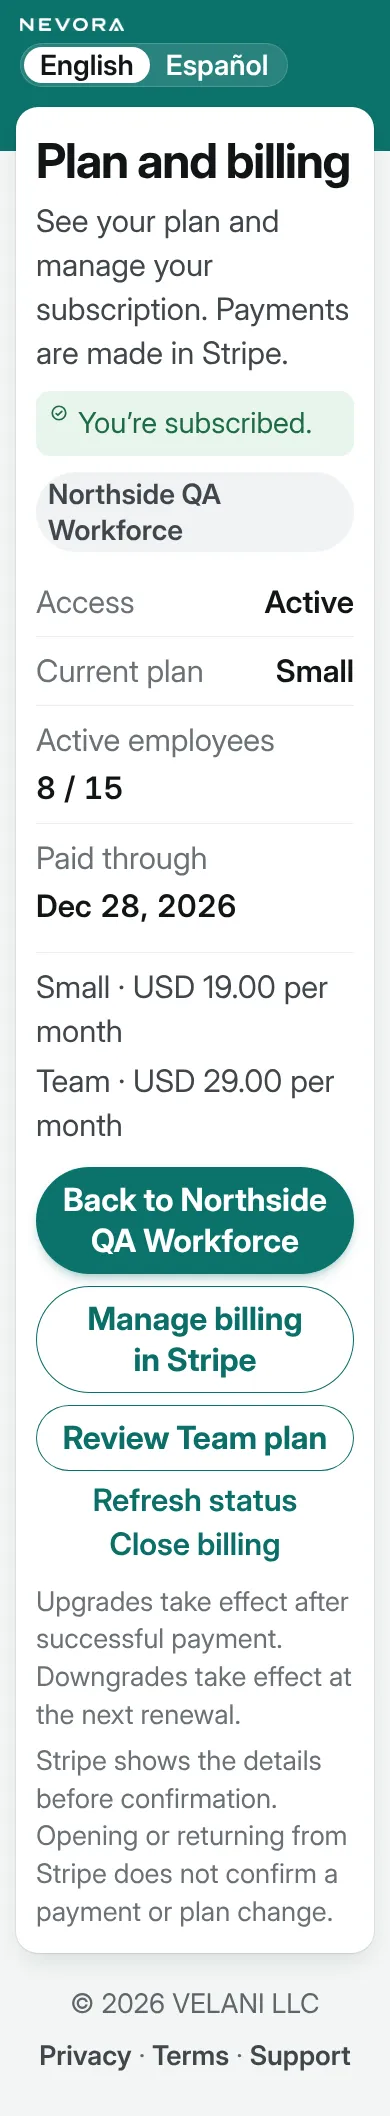 NEVORA
English Español
Plan and billing
See your plan and
manage your
subscription. Payments
are made in Stripe.
You’re subscribed.
Northside QA
Workforce
Access Active
Current plan Small
Active employees
8 / 15
Paid through
Dec 28, 2026
Small · USD 19.00 per
month
Team · USD 29.00 per
month
Back to Northside
QA Workforce
Manage billing
in Stripe
Review Team plan
Refresh status
Close billing
Upgrades take effect after
successful payment.
Downgrades take effect at
the next renewal.
Stripe shows the details
before confirmation.
Opening or returning from
Stripe does not confirm a
payment or plan change.
© 2026 VELANI LLC
Privacy · Terms · Support